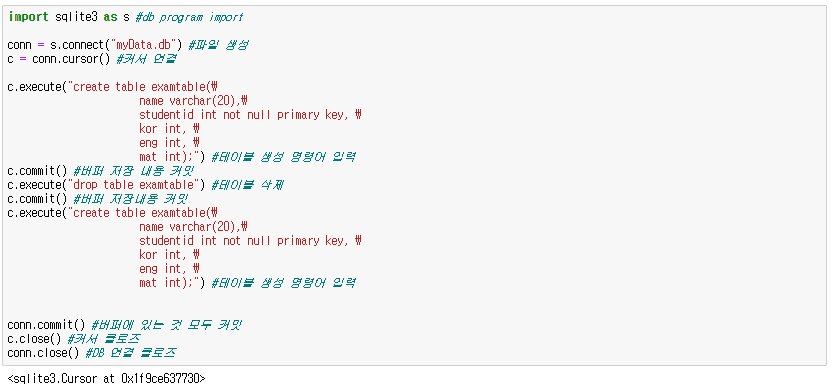 import sqlite3 as s #db program import
conn = s.connect("myData.db") #파일 생성
c = conn.cursor() #커서 연결
c.execute("create table examtable(₩
name varchar(20),₩
studentid int not null primary key, ₩
kor int, ₩
eng int, ₩
mat int);") #테이블 생성 명령어 입력
c.commit() #버퍼 저장 내용 커밋
c.execute("drop table examtable") #테이블 삭제
c.commit() #버퍼 저장내용 커밋
c.execute("create table examtable(₩
name varchar(20),₩
studentid int not null primary key, ₩
kor int, ₩
eng int, ₩
mat int);") #테이블 생성 명령어 입력
conn.commit() #버퍼에 있는 것 모두 커밋
c.close() #커서 클로즈
conn.close() #DB 연결 클로즈
<sqlite3.Cursor at 0x1f9ce637730>